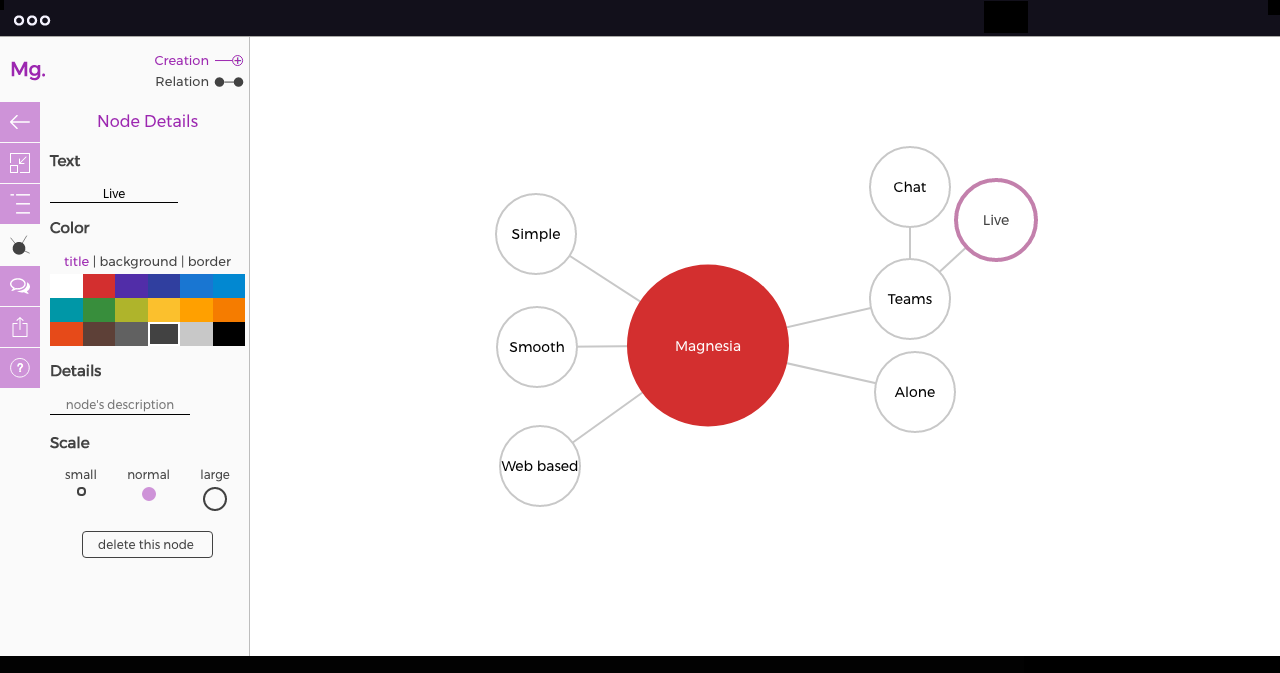 Mg.
Creation
Relation
Node Details
Text
Live
Color
title | background | border
Details
node's description
Scale
small normal large
delete this node
?
Chat
Live
Simple
Teams
Smooth
Magnesia
Alone
Web based